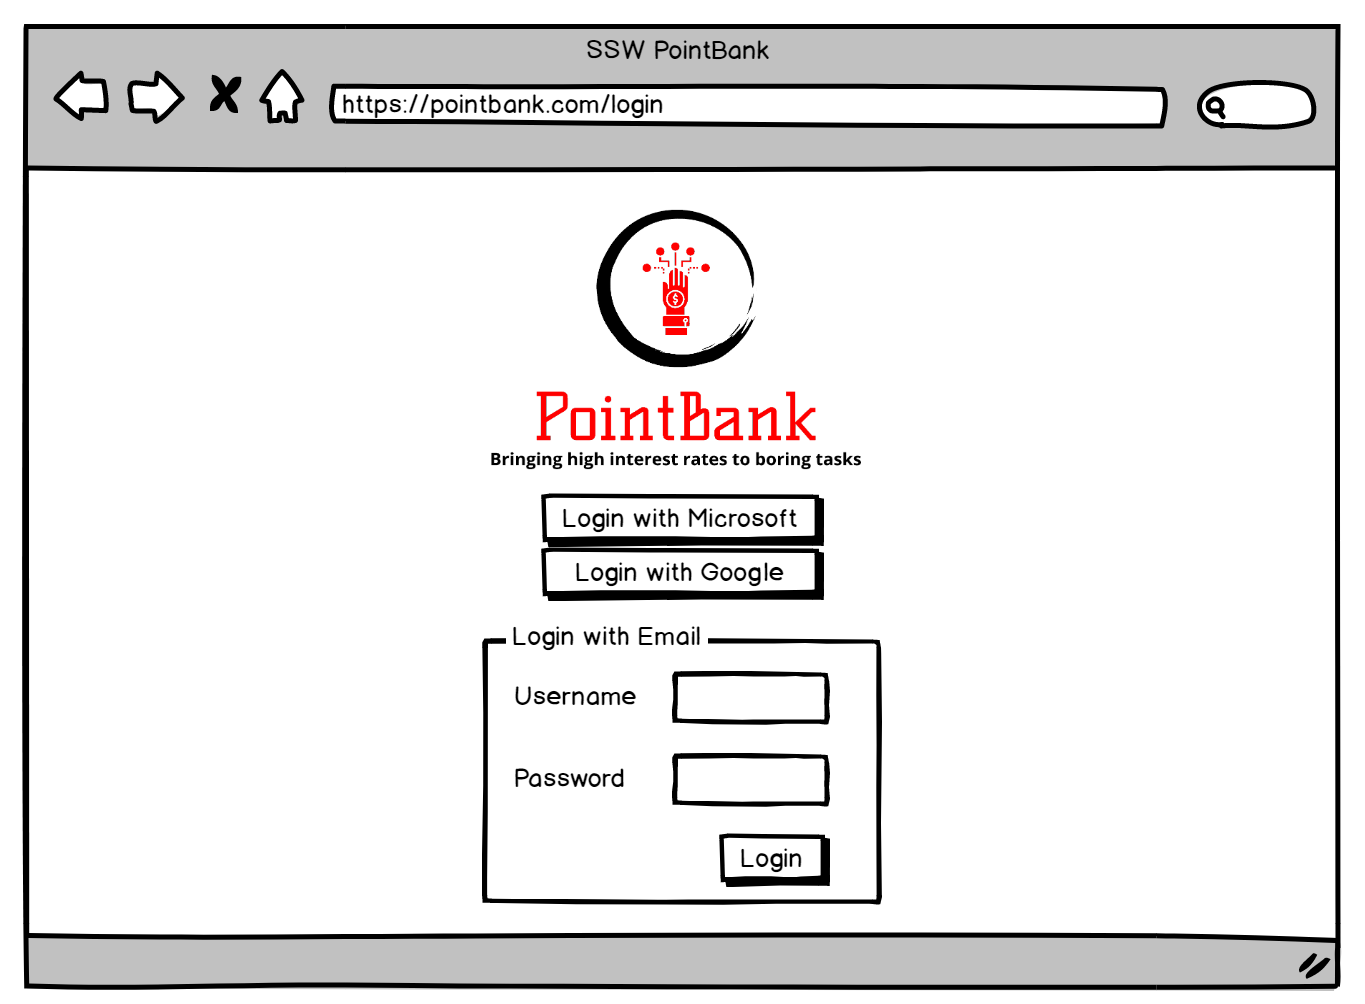 SSW PointBank
https://pointbank.com/login
$
PointBank
Bringing high interest rates to boring tasks
Login with Microsoft
Login with Google
Login with Email
Username
Password
Login